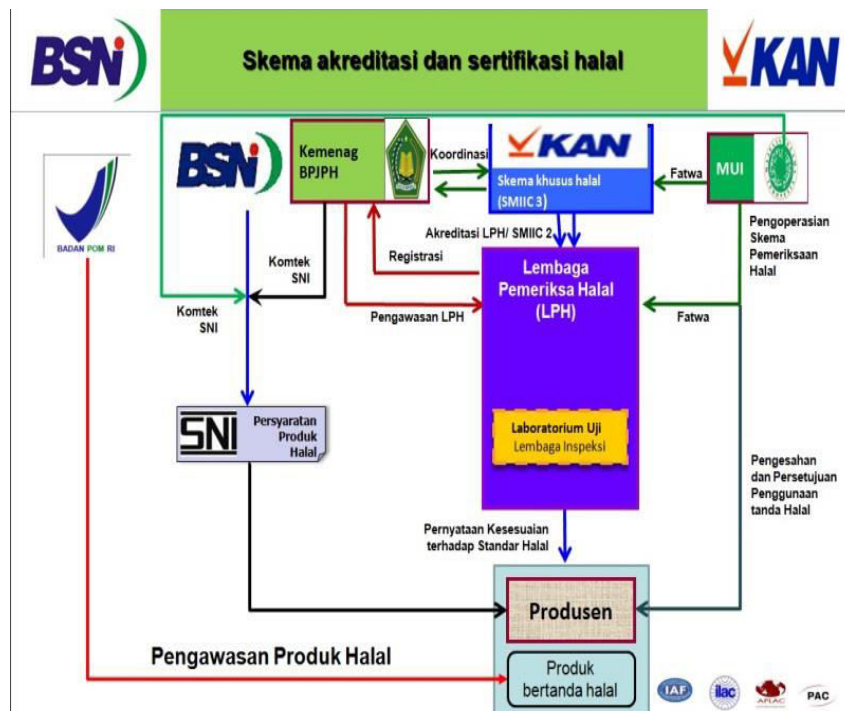 BSN
Skema akreditasi dan sertifikasi halal
KAN
BADAN POM RI
BSN
Kemenag
BPJPH
Koordinasi
KAN
Skema khusus halal
(SMIIC 3)
Fatwa
MUI
Akreditasi LPH/ SMIIC 2
Pengoperasian
Skema
Pemeriksaan
Halal
Registrasi
Komtek
SNI
Komtek
SNI
Pengawasan LPH
Lembaga
Pemeriksa Halal
(LPH)
Fatwa
SNI
Persyaratan
Produk
Halal
Laboratorium Uji
Lembaga Inspeksi
Pengesahan
dan Persetujuan
Penggunaan
tanda Halal
Pernyataan Kesesuaian
terhadap Standar Halal
Produsen
Pengawasan Produk Halal
Produk
bertanda halal
IAF
ilac
APLAC
PAC